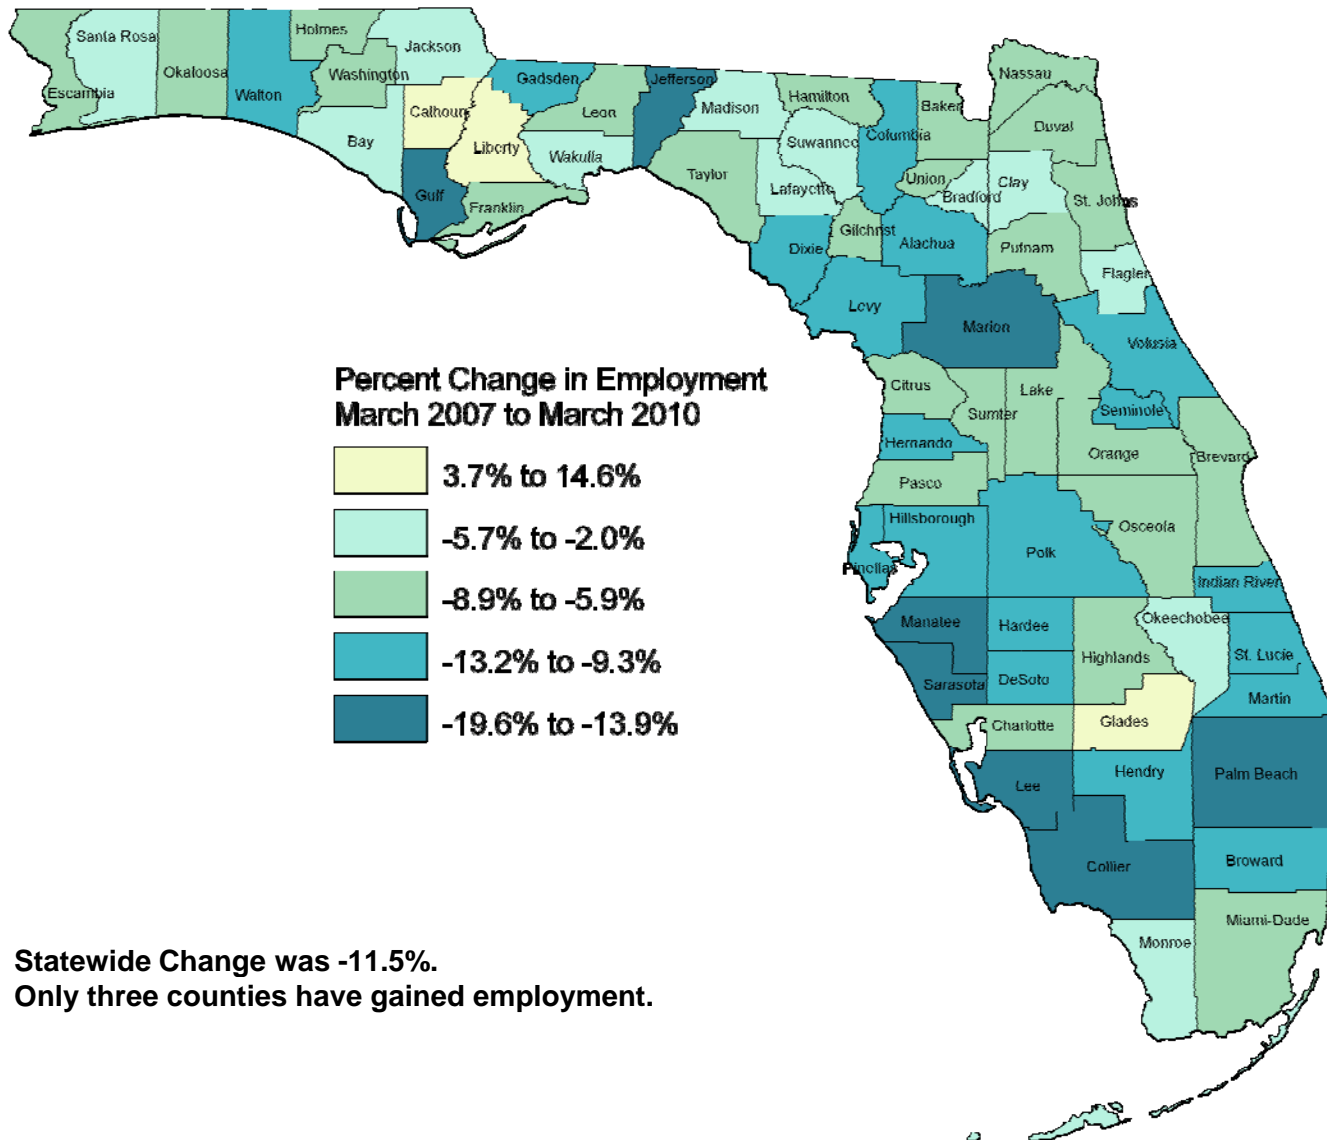 Santa Rosa
Holmes
Jackson
Okaloosa
Washington
Escambia
Walton
Gadsden
Jefferson
Nassau
Calhoun
Leon
Madison
Hamilton
Baker
Columbia
Duval
Bay
Liberty
Wakulla
Suwannee
Taylor
Lafayette
Union
Bradford
Clay
St. Johns
Gulf
Franklin
Dixie
Gilchrist
Alachua
Putnam
Flagler
Levy
Marion
Volusia
Percent Change in Employment
March 2007 to March 2010
3.7% to 14.6%
-5.7% to -2.0%
-8.9% to -5.9%
-13.2% to -9.3%
-19.6% to -13.9%
Citrus
Lake
Sumter
Seminole
Hernando
Orange
Brevard
Pasco
Hillsborough
Osceola
Polk
Pinellas
Indian River
Manatee
Hardee
Okeechobee
Highlands
St. Lucie
Sarasota
DeSoto
Martin
Charlotte
Glades
Lee
Hendry
Palm Beach
Collier
Broward
Miami-Dade
Monroe
Statewide Change was -11.5%.
Only three counties have gained employment.